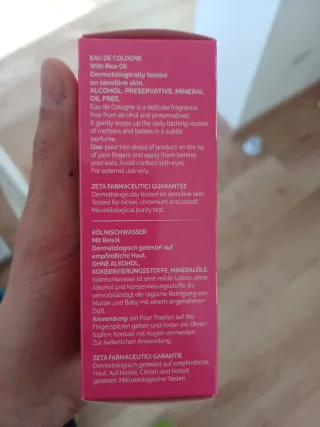 EAU DE COLOGNE
With Rice Oil
Dermatologically tested
on sensitive skin.
ALCOHOL, PRESERVATIVE, MINERAL
OIL FREE.
Eau de Cologne is a delicate fragrance,
free from alcohol and preservatives.
It gently wraps up the daily bathing routine
of mothers and babies in a subtle
perfume.
Use: pour two drops of product on the tip
of your fingers and apply them behind
your ears. Avoid contact with eyes.
For external use only.
ZETA FARMACEUTICI GUARANTEE
Dermatologically tested on sensitive skin.
Tested for nickel, chromium and cobalt.
Microbiological purity test.
KÖLNISCHWASSER
Mit Reisöl
Dermatologisch getestet auf
empfindliche Haut.
OHNE ALKOHOL,
KONSERVIERUNGSSTOFFE, MINERALÖLE.
Kölnischwasser ist eine milde Lotion, ohne
Alkohol und Konservierungsstoffe. Es
vervollständigt die tägliche Reinigung von
Mutter und Baby mit einem angenehmen
Duft.
Anwendung: ein Paar Tropfen auf die
Fingerspitzen geben und hinter die Ohren
tupfen. Kontakt mit Augen vermeiden.
Zur äußerlichen Anwendung.
ZETA FARMACEUTICI GARANTIE
Dermatologisch getestet auf empfindliche
Haut. Auf Nickel, Chrom und Kobalt
getestet. Mikrobiologische Testen.